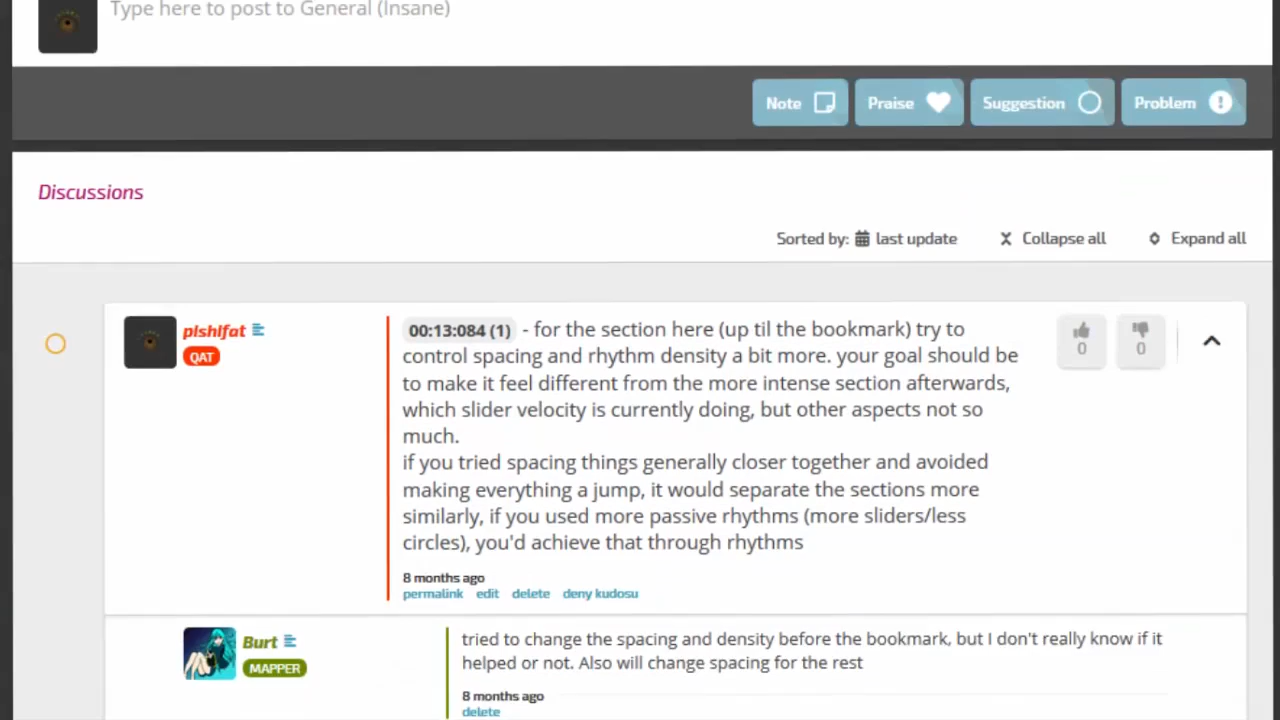 Type here to post to General (Insane)
Note
Praise
Suggestion
Problem
Discussions
Sorted by: last update
Collapse all
Expand all
pishifat
QAT
00:13:084 (1) - for the section here (up til the bookmark) try to
control spacing and rhythm density a bit more. your goal should be
to make it feel different from the more intense section afterwards,
which slider velocity is currently doing, but other aspects not so
much.
if you tried spacing things generally closer together and avoided
making everything a jump, it would separate the sections more
similarly, if you used more passive rhythms (more sliders/less
circles), you'd achieve that through rhythms
8 months ago
permalink edit delete deny kudosu
0
0
Burt
MAPPER
tried to change the spacing and density before the bookmark, but I don't really know if it
helped or not. Also will change spacing for the rest
8 months ago
delete